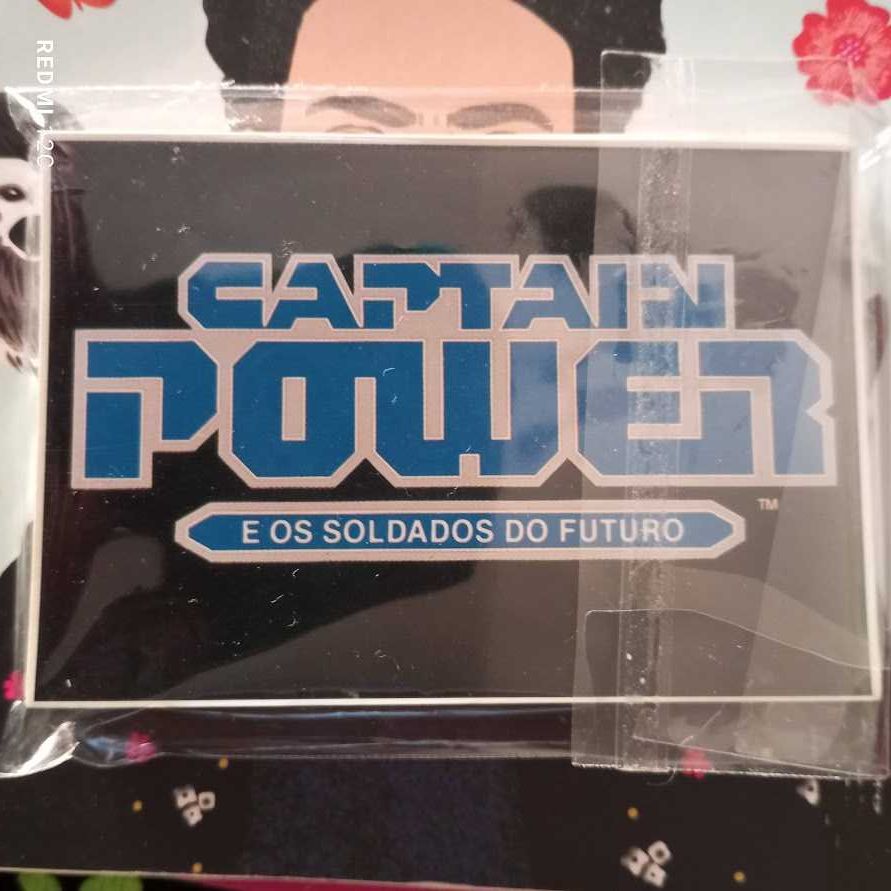 REDMI 12C
CAPTAIN
POWER
TM
E OS SOLDADOS DO FUTURO